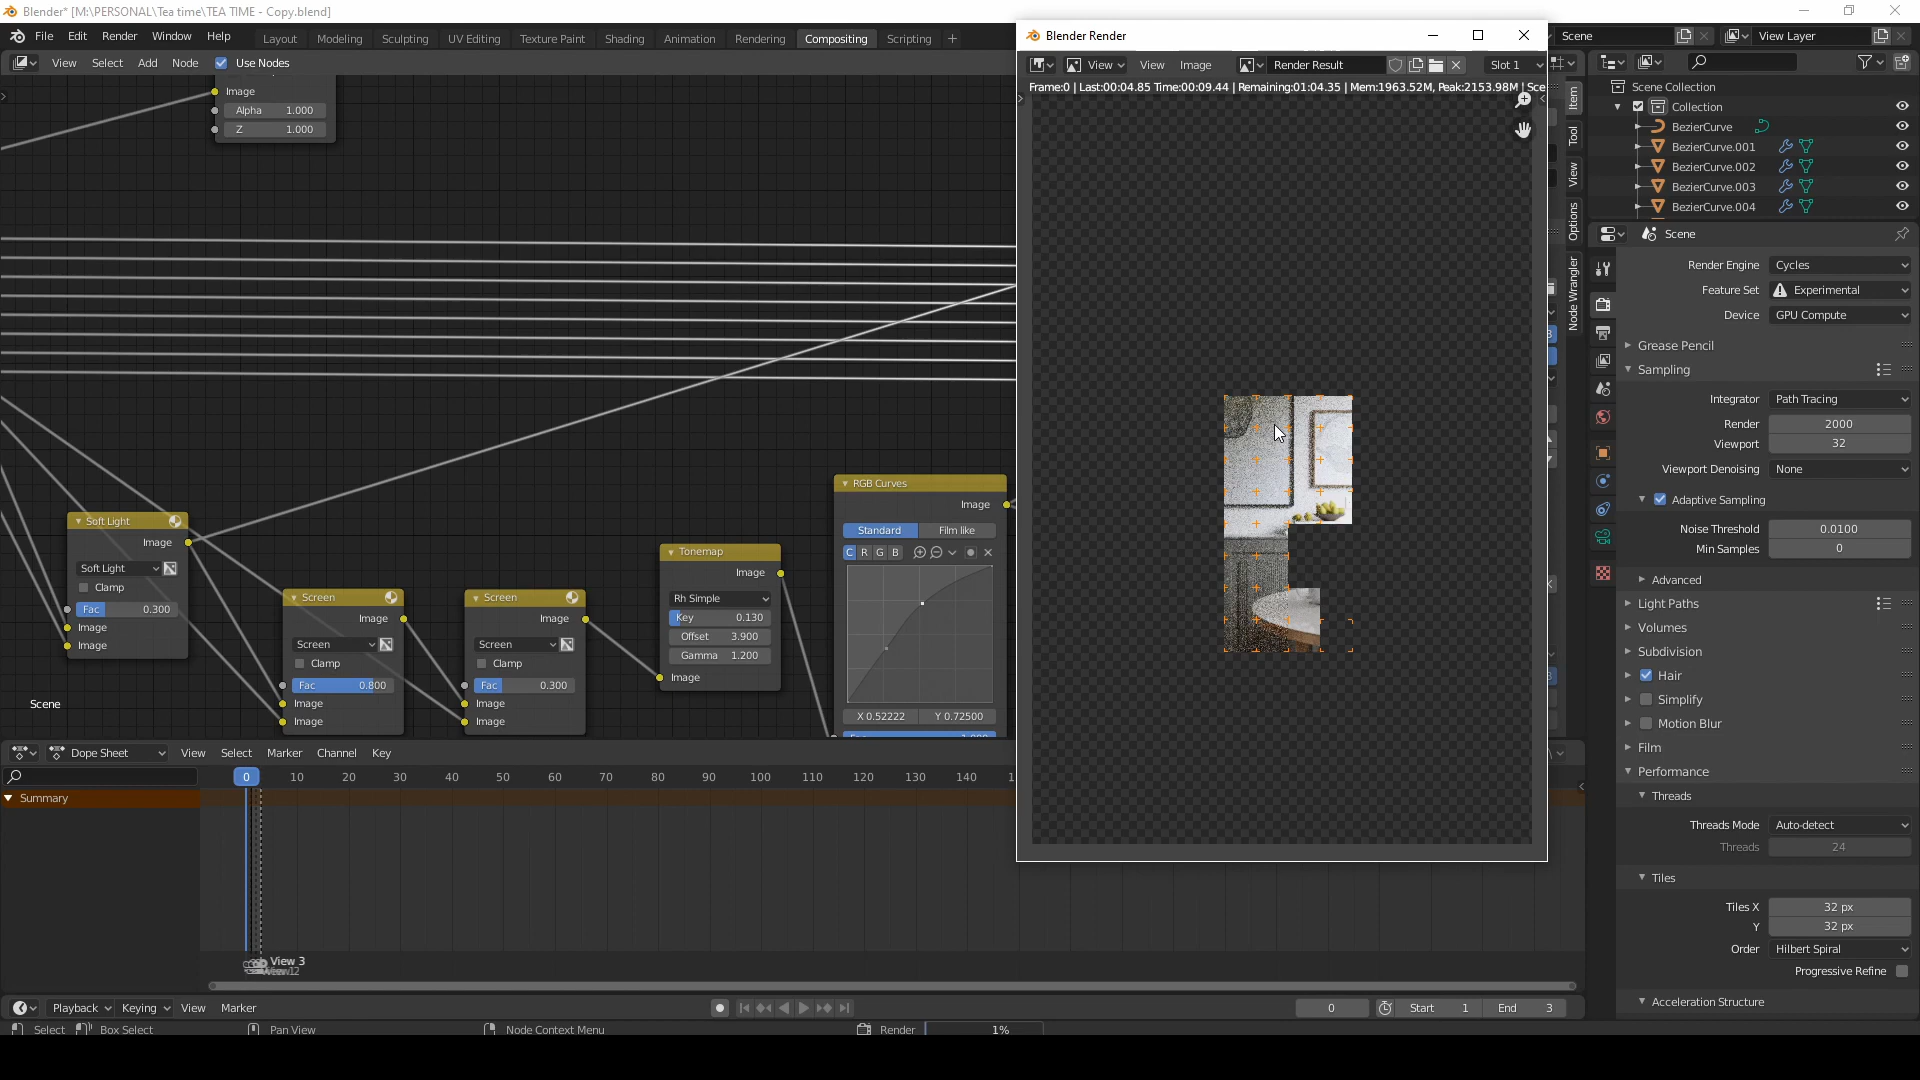 Blender* [M:\PERSONAL\Tea time\TEA TIME - Copy.blend]
File Edit Render Window Help Layout Modeling Sculpting UV Editing Texture Paint Shading Animation Rendering Compositing Scripting +
View Select Add Node Use Nodes
Image
Alpha 1.000
Z 1.000
Soft Light
Image
Soft Light
Clamp
Fac 0.300
Image
Image
Scene
Screen
Image
Screen
Clamp
Fac 0.800
Image
Image
Screen
Image
Screen
Clamp
Fac 0.300
Image
Image
Tonemap
Image
Rh Simple
Key 0.130
Offset 3.900
Gamma 1.200
Image
RGB Curves
Image
Standard Film like
C R G B
X 0.52222 Y 0.72500
Blender Render
View View Image Render Result Slot 1
Frame:0 | Last:00:04.85 Time:00:09.44 | Remaining:01:04.35 | Mem:1963.52M, Peak:2153.98M | Sce
Item
Tool
View
Options
Node Wrangler
Scene View Layer
Scene Collection
Collection
BezierCurve
BezierCurve.001
BezierCurve.002
BezierCurve.003
BezierCurve.004
Scene
Render Engine Cycles
Feature Set Experimental
Device GPU Compute
Grease Pencil
Sampling
Integrator Path Tracing
Render 2000
Viewport 32
Viewport Denoising None
Adaptive Sampling
Noise Threshold 0.0100
Min Samples 0
Advanced
Light Paths
Volumes
Subdivision
Hair
Simplify
Motion Blur
Film
Performance
Threads
Threads Mode Auto-detect
Threads 24
Tiles
Tiles X 32 px
Y 32 px
Order Hilbert Spiral
Progressive Refine
Acceleration Structure
Dope Sheet View Select Marker Channel Key
30 0 10 20 30 40 50 60 70 80 90 100 110 120 130 140
Summary
View 3
Playback Keying View Marker 0 Start 1 End 3
Select Box Select Pan View Node Context Menu Render 1%